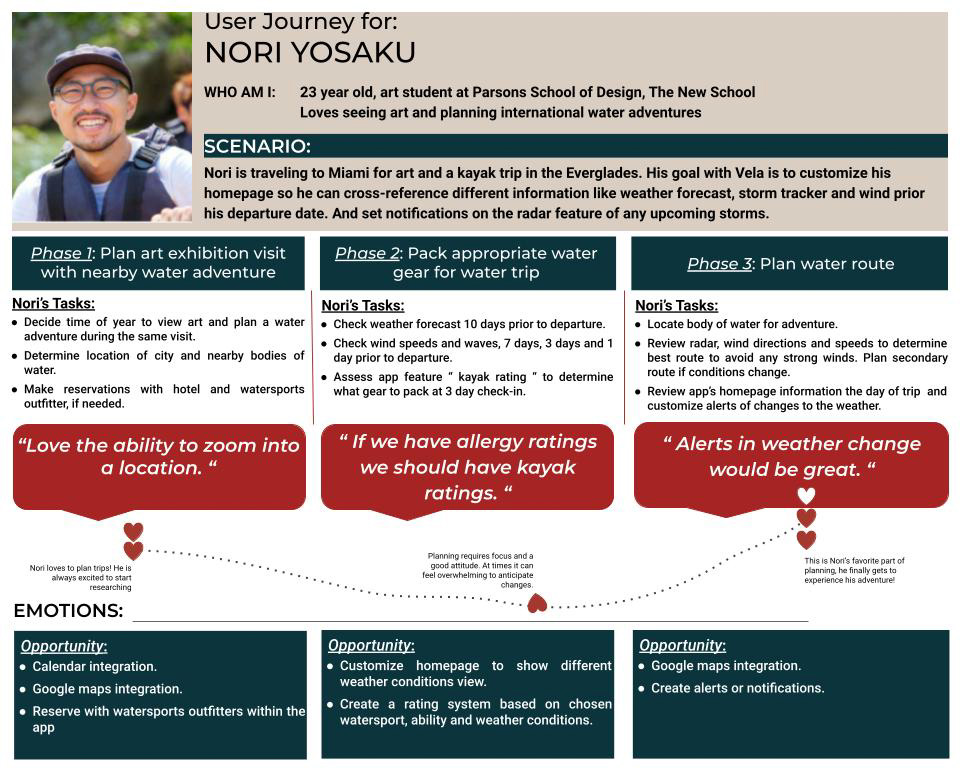 User Journey for:
NORI YOSAKU
WHO AM I: 23 year old, art student at Parsons School of Design, The New School
Loves seeing art and planning international water adventures
SCENARIO:
Nori is traveling to Miami for art and a kayak trip in the Everglades. His goal with Vela is to customize his
homepage so he can cross-reference different information like weather forecast, storm tracker and wind prior
his departure date. And set notifications on the radar feature of any upcoming storms.
Phase 1: Plan art exhibition visit
with nearby water adventure
Nori's Tasks:
● Decide time of year to view art and plan a water
adventure during the same visit.
● Determine location of city and nearby bodies of
water.
● Make reservations with hotel and watersports
outfitter, if needed.
“Love the ability to zoom into
a location. “
Phase 2: Pack appropriate water
gear for water trip
Nori's Tasks:
● Check weather forecast 10 days prior to departure.
● Check wind speeds and waves, 7 days, 3 days and 1
day prior to departure.
● Assess app feature “ kayak rating “ to determine
what gear to pack at 3 day check-in.
“ If we have allergy ratings
we should have kayak
ratings. “
Phase 3: Plan water route
Nori's Tasks:
● Locate body of water for adventure.
● Review radar, wind directions and speeds to determine
best route to avoid any strong winds. Plan secondary
route if conditions change.
● Review app's homepage information the day of trip and
customize alerts of changes to the weather.
“ Alerts in weather change
would be great. “
Nori loves to plan trips! He is
always excited to start
researching
Planning requires focus and a
good attitude. At times it can
feel overwhelming to anticipate
changes.
This is Nori's favorite part of
planning, he finally gets to
experience his adventure!
EMOTIONS:
Opportunity:
● Calendar integration.
● Google maps integration.
● Reserve with watersports outfitters within the
app
Opportunity:
● Customize homepage to show different
weather conditions view.
● Create a rating system based on chosen
watersport, ability and weather conditions.
Opportunity:
● Google maps integration.
● Create alerts or notifications.